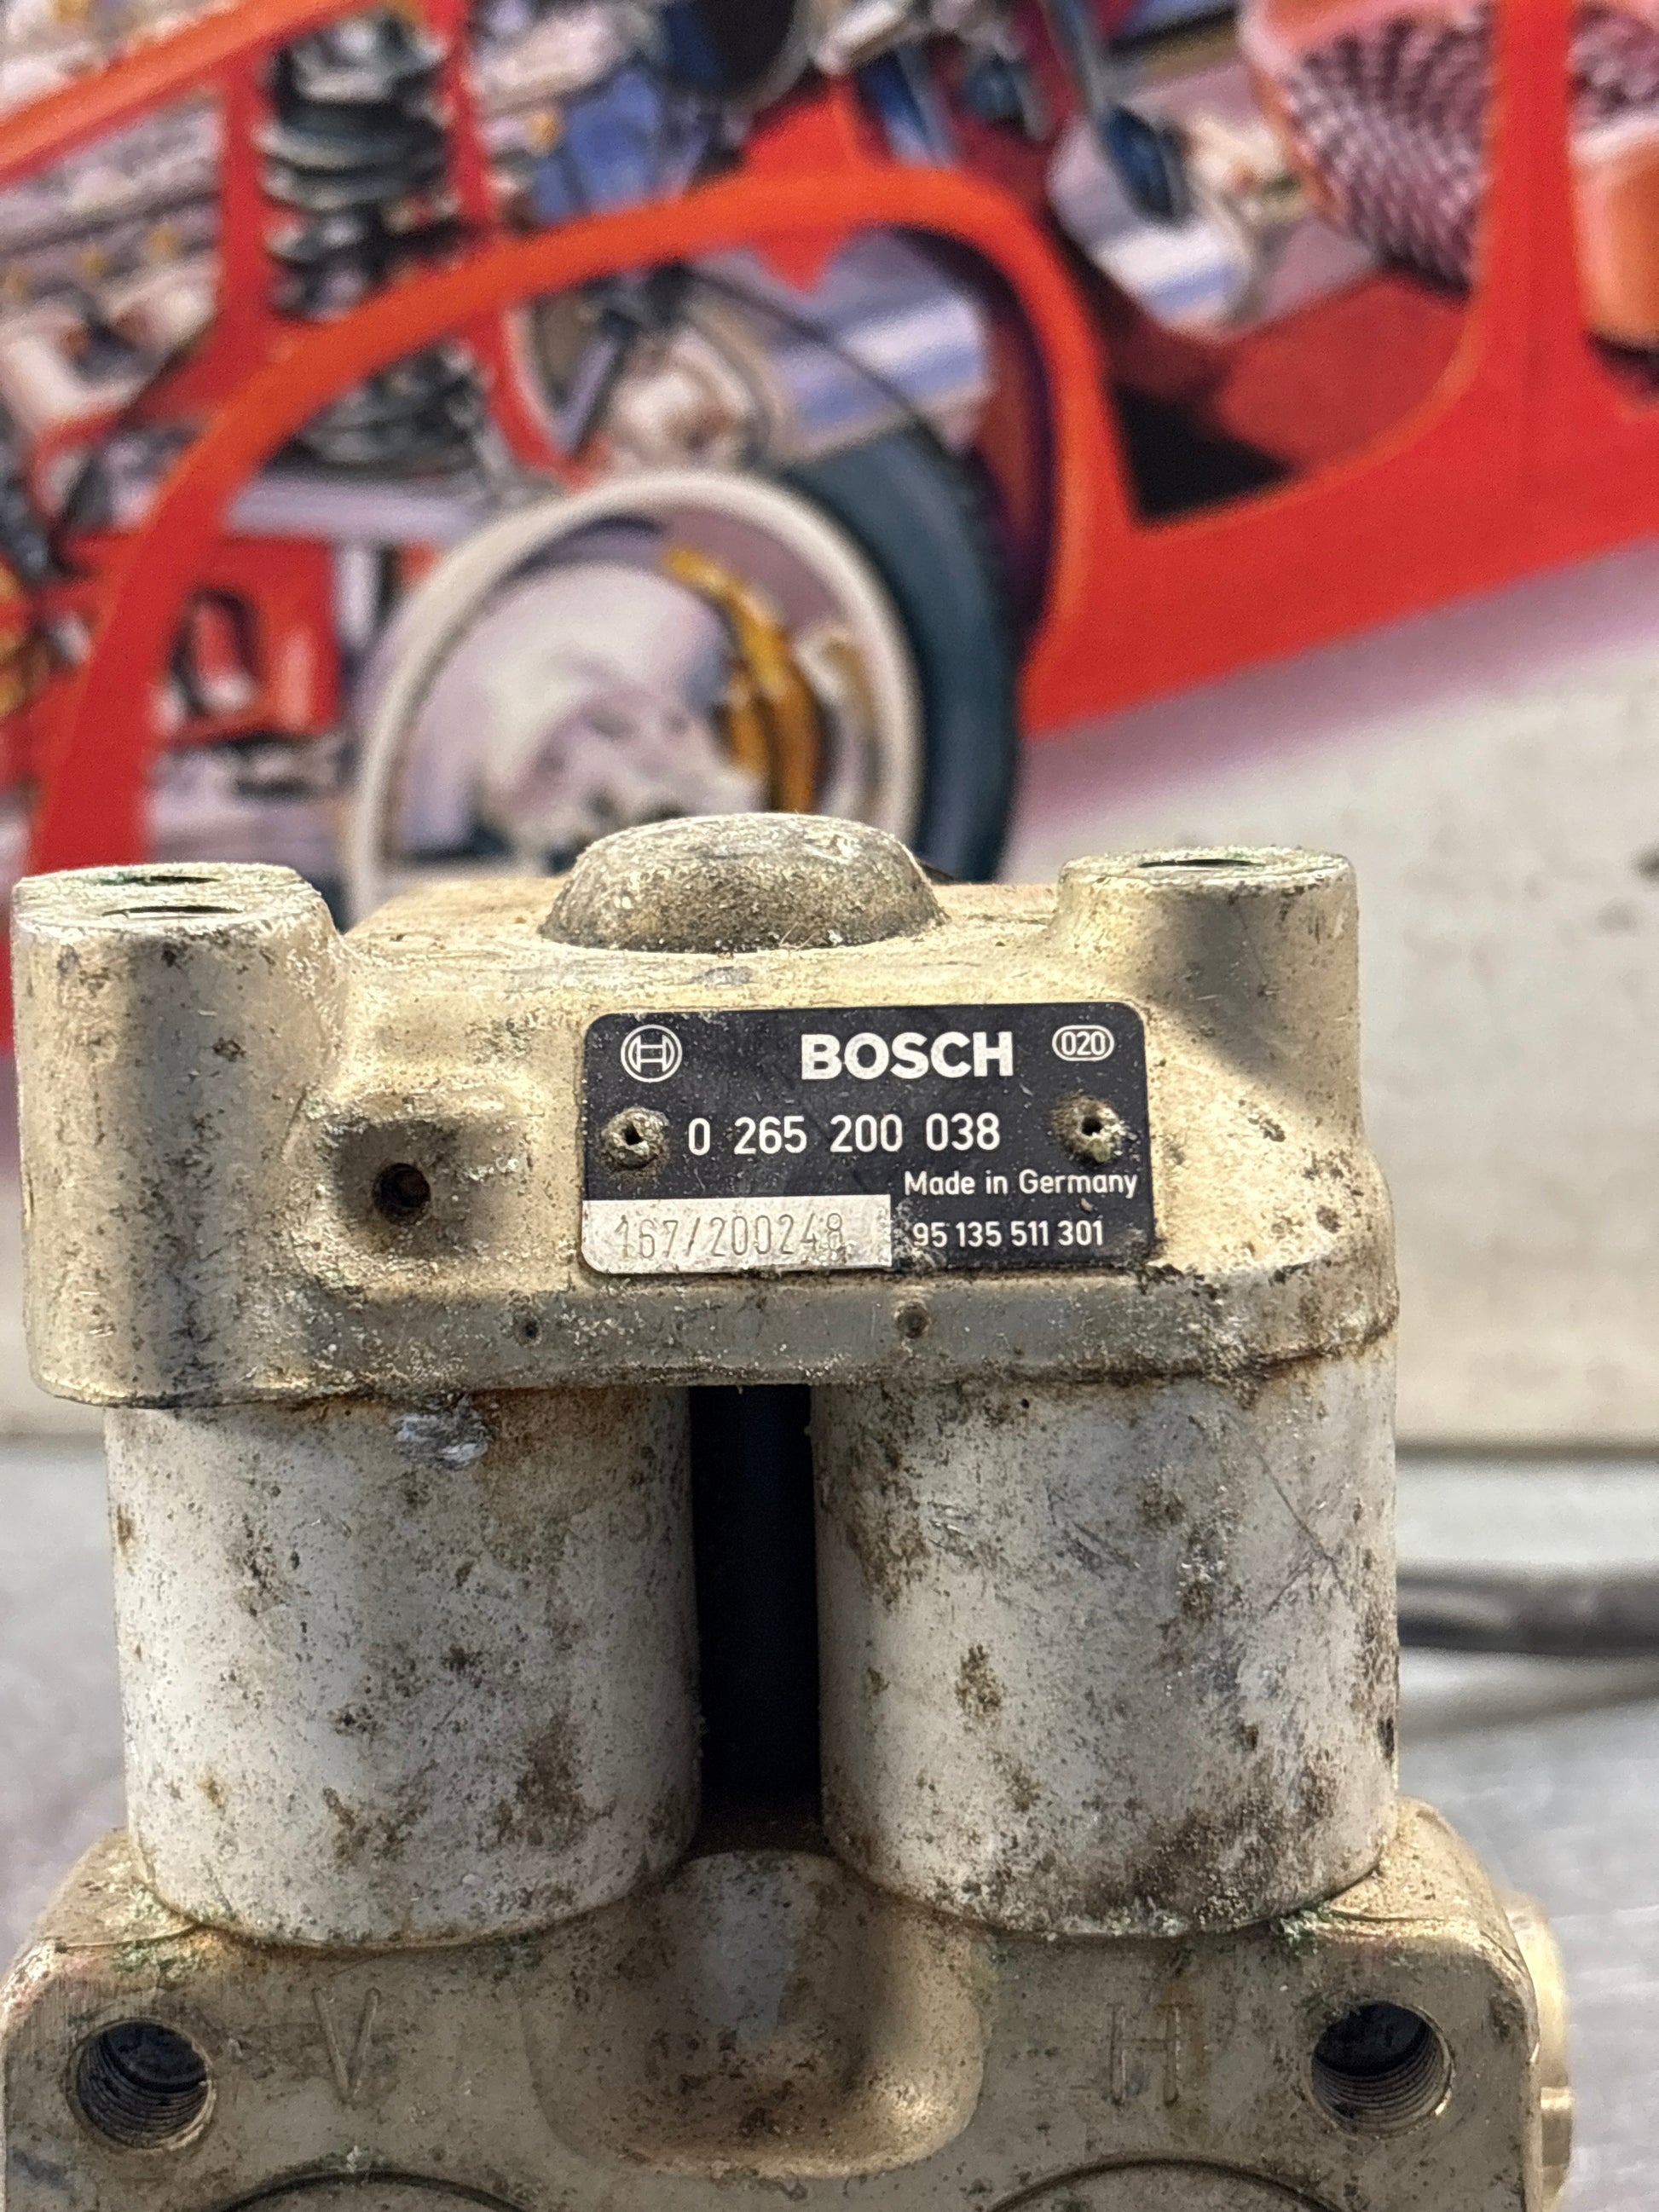 BOSCH 020
0 265 200 038
Made in Germany
167/200248 95 135 511 301
V H